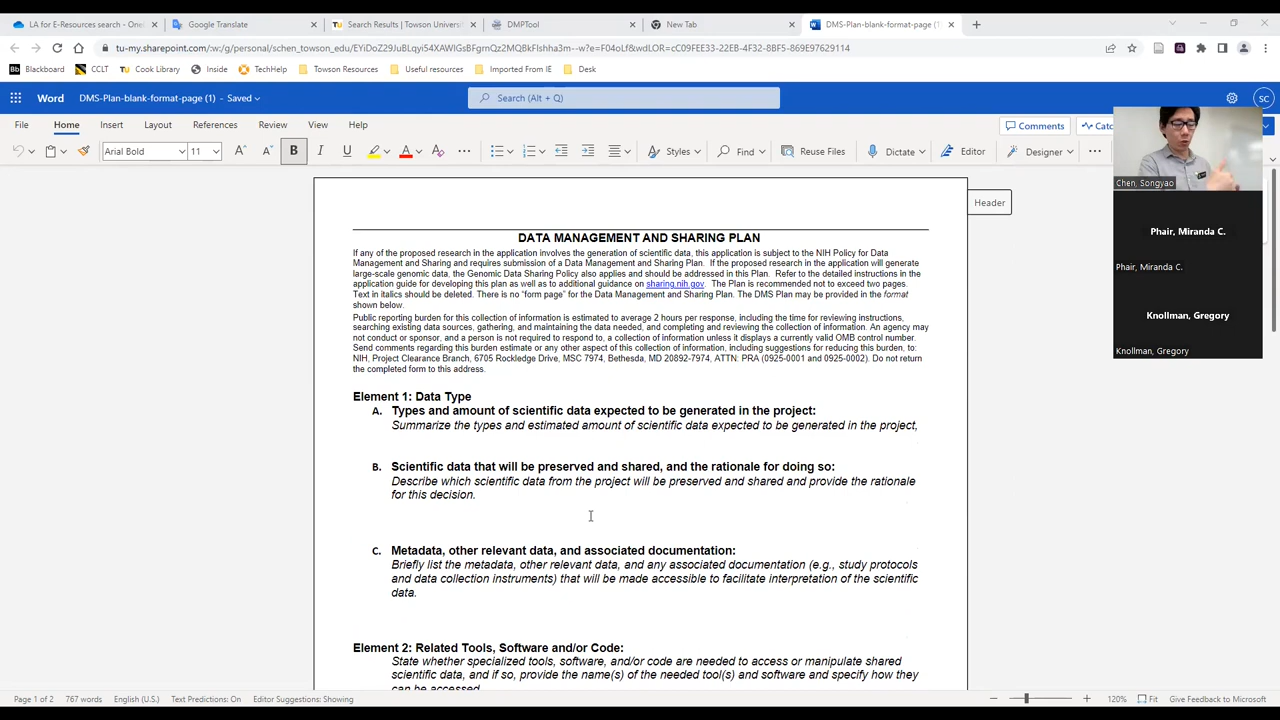 LA for E-Resources search - One
Google Translate
Search Results | Towson Univers
DMPTool
New Tab
DMS-Plan-blank-format-page (1)
tu-my.sharepoint.com/:w:/g/personal/schen_towson_edu/EYiDoZ29JuBLqyi54XAWIGsBFgrnQz2MQBkFIshha3m--w?e=F04oLf&wdLOR=cC09FEE33-22EB-4F32-8BF5-869E97629114
Blackboard
CCLT
Cook Library
Inside
TechHelp
Towson Resources
Useful resources
Imported From IE
Desk
Word
DMS-Plan-blank-format-page (1) - Saved
Search (Alt + Q)
SC
File
Home
Insert
Layout
References
Review
View
Help
Comments
Catc
Arial Bold
11
Styles
Find
Reuse Files
Dictate
Editor
Designer
Header
Chen, Songyao
Phair, Miranda C.
Phair, Miranda C.
Knollman, Gregory
Knollman, Gregory
DATA MANAGEMENT AND SHARING PLAN
If any of the proposed research in the application involves the generation of scientific data, this application is subject to the NIH Policy for Data
Management and Sharing and requires submission of a Data Management and Sharing Plan. If the proposed research in the application will generate
large-scale genomic data, the Genomic Data Sharing Policy also applies and should be addressed in this Plan. Refer to the detailed instructions in the
application guide for developing this plan as well as to additional guidance on sharing.nih.gov. The Plan is recommended not to exceed two pages.
Text in italics should be deleted. There is no “form page” for the Data Management and Sharing Plan. The DMS Plan may be provided in the format
shown below.
Public reporting burden for this collection of information is estimated to average 2 hours per response, including the time for reviewing instructions,
searching existing data sources, gathering, and maintaining the data needed, and completing and reviewing the collection of information. An agency may
not conduct or sponsor, and a person is not required to respond to, a collection of information unless it displays a currently valid OMB control number.
Send comments regarding this burden estimate or any other aspect of this collection of information, including suggestions for reducing this burden, to:
NIH, Project Clearance Branch, 6705 Rockledge Drive, MSC 7974, Bethesda, MD 20892-7974, ATTN: PRA (0925-0001 and 0925-0002). Do not return
the completed form to this address.
Element 1: Data Type
A. Types and amount of scientific data expected to be generated in the project:
Summarize the types and estimated amount of scientific data expected to be generated in the project,
B. Scientific data that will be preserved and shared, and the rationale for doing so:
Describe which scientific data from the project will be preserved and shared and provide the rationale
for this decision.
C. Metadata, other relevant data, and associated documentation:
Briefly list the metadata, other relevant data, and any associated documentation (e.g., study protocols
and data collection instruments) that will be made accessible to facilitate interpretation of the scientific
data.
Element 2: Related Tools, Software and/or Code:
State whether specialized tools, software, and/or code are needed to access or manipulate shared
scientific data, and if so, provide the name(s) of the needed tool(s) and software and specify how they
can be accessed
Page 1 of 2
767 words
English (U.S.)
Text Predictions: On
Editor Suggestions: Showing
120%
Fit
Give Feedback to Microsoft